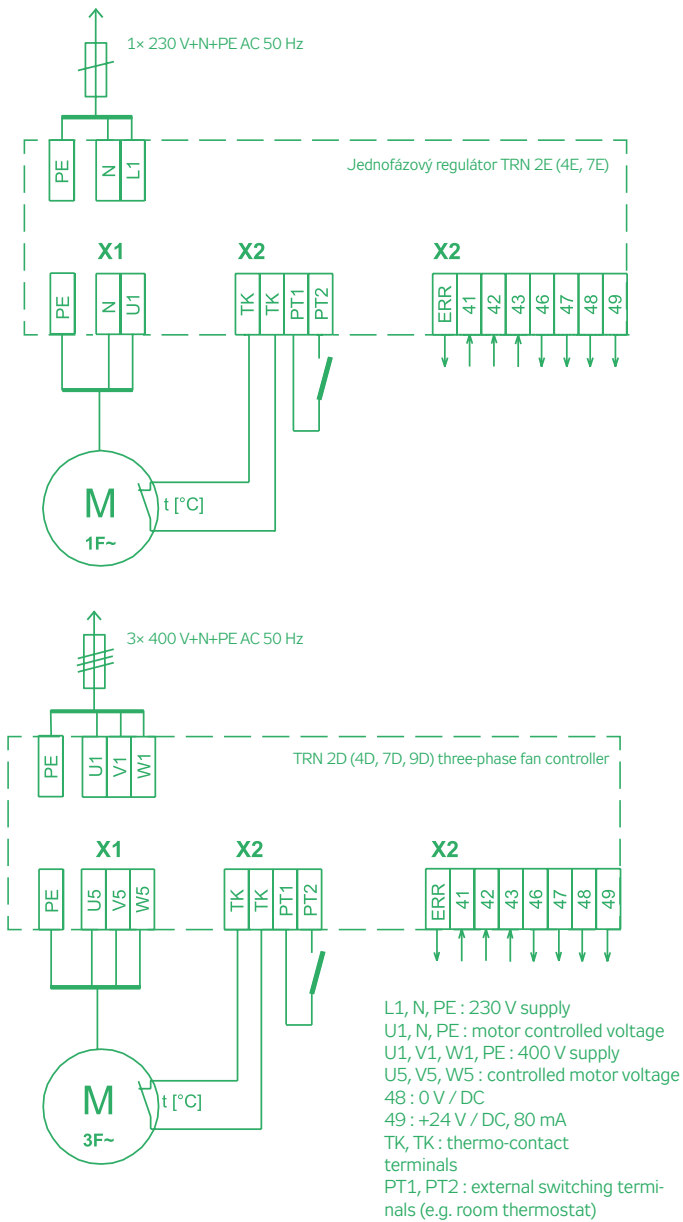 1× 230 V+N+PE AC 50 Hz
PE N L1
Jednofázový regulátor TRN 2E (4E, 7E)
X1 X2 X2
PE N U1 TK TK PT1 PT2 ERR 41 42 43 46 47 48 49
M
t [°C]
1F~
3× 400 V+N+PE AC 50 Hz
PE U1 V1 W1
TRN 2D (4D, 7D, 9D) three-phase fan controller
X1 X2 X2
PE U5 V5 W5 TK TK PT1 PT2 ERR 41 42 43 46 47 48 49
M
t [°C]
3F~
L1, N, PE : 230 V supply
U1, N, PE : motor controlled voltage
U1, V1, W1, PE : 400 V supply
U5, V5, W5 : controlled motor voltage
48 : 0 V / DC
49 : +24 V / DC, 80 mA
TK, TK : thermo-contact
terminals
PT1, PT2 : external switching termi-
nals (e.g. room thermostat)